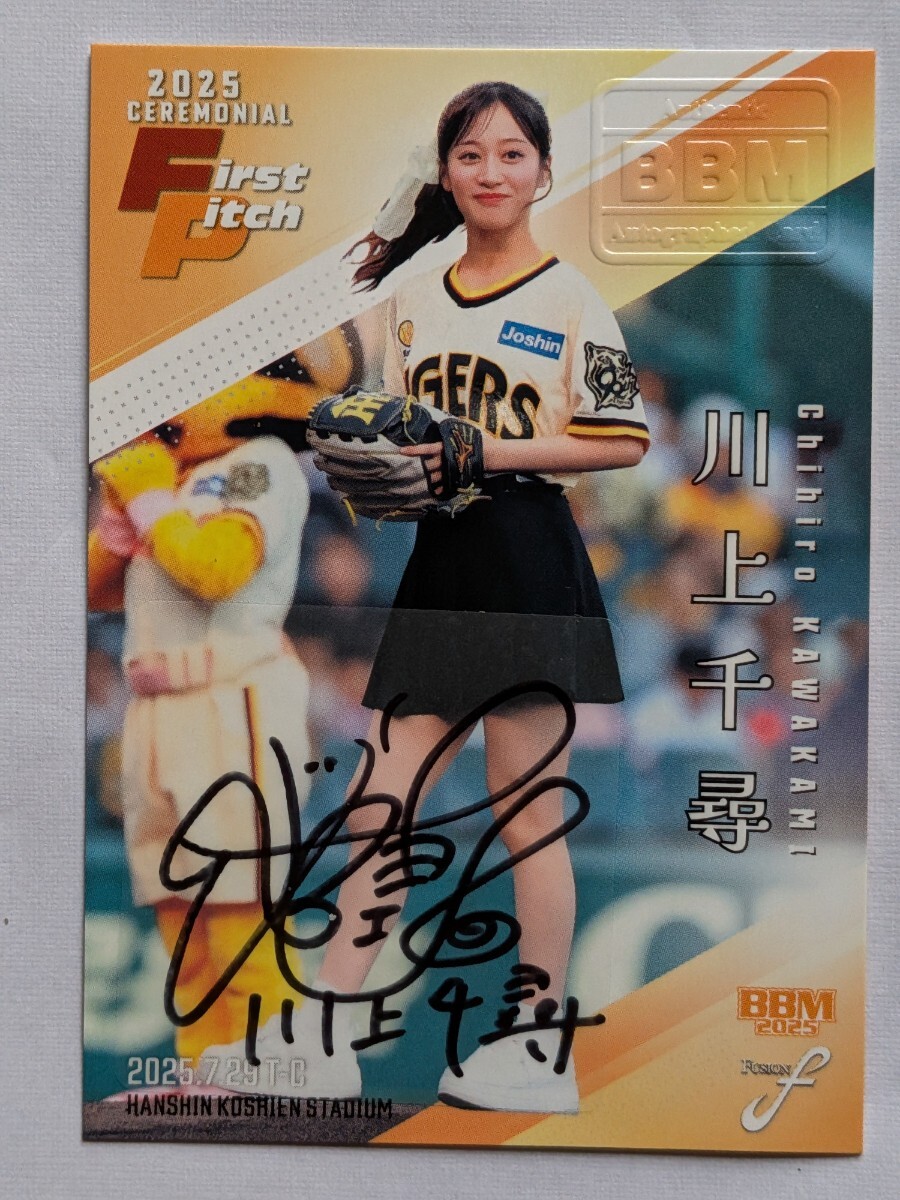 2025
CEREMONIAL
First
Pitch
Authentic
BBM
Autographed Card
Joshin
TIGERS
川上千尋
Chihiro KAWAKAMI
川上千尋
2025.7.29 T-C
HANSHIN KOSHIEN STADIUM
BBM
2025
FUSION
f